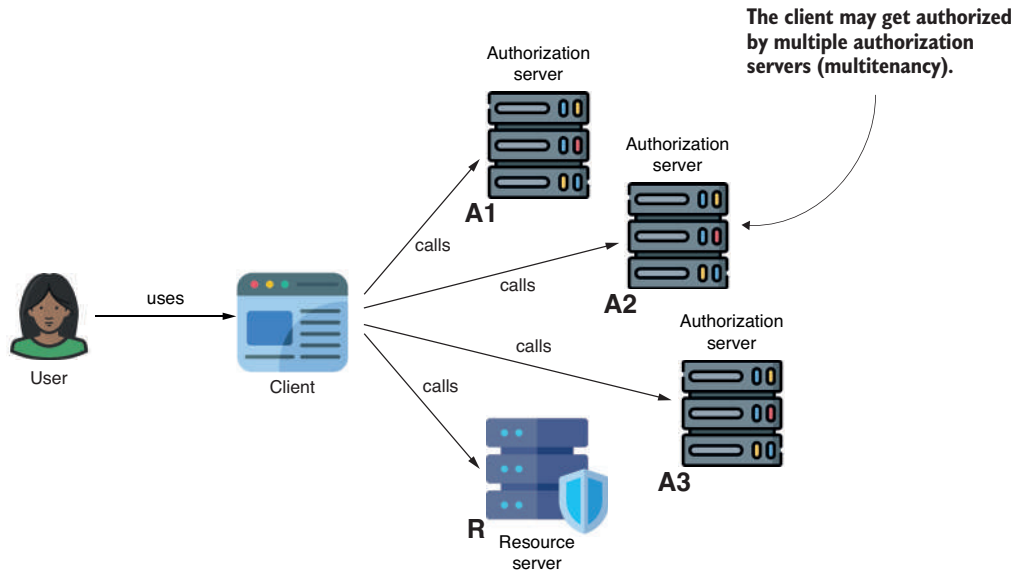 The client may get authorized
by multiple authorization
servers (multitenancy).
Authorization
server
A1
Authorization
server
A2
calls
calls
uses
User
Client
Authorization
server
calls
A3
calls
R
Resource
server